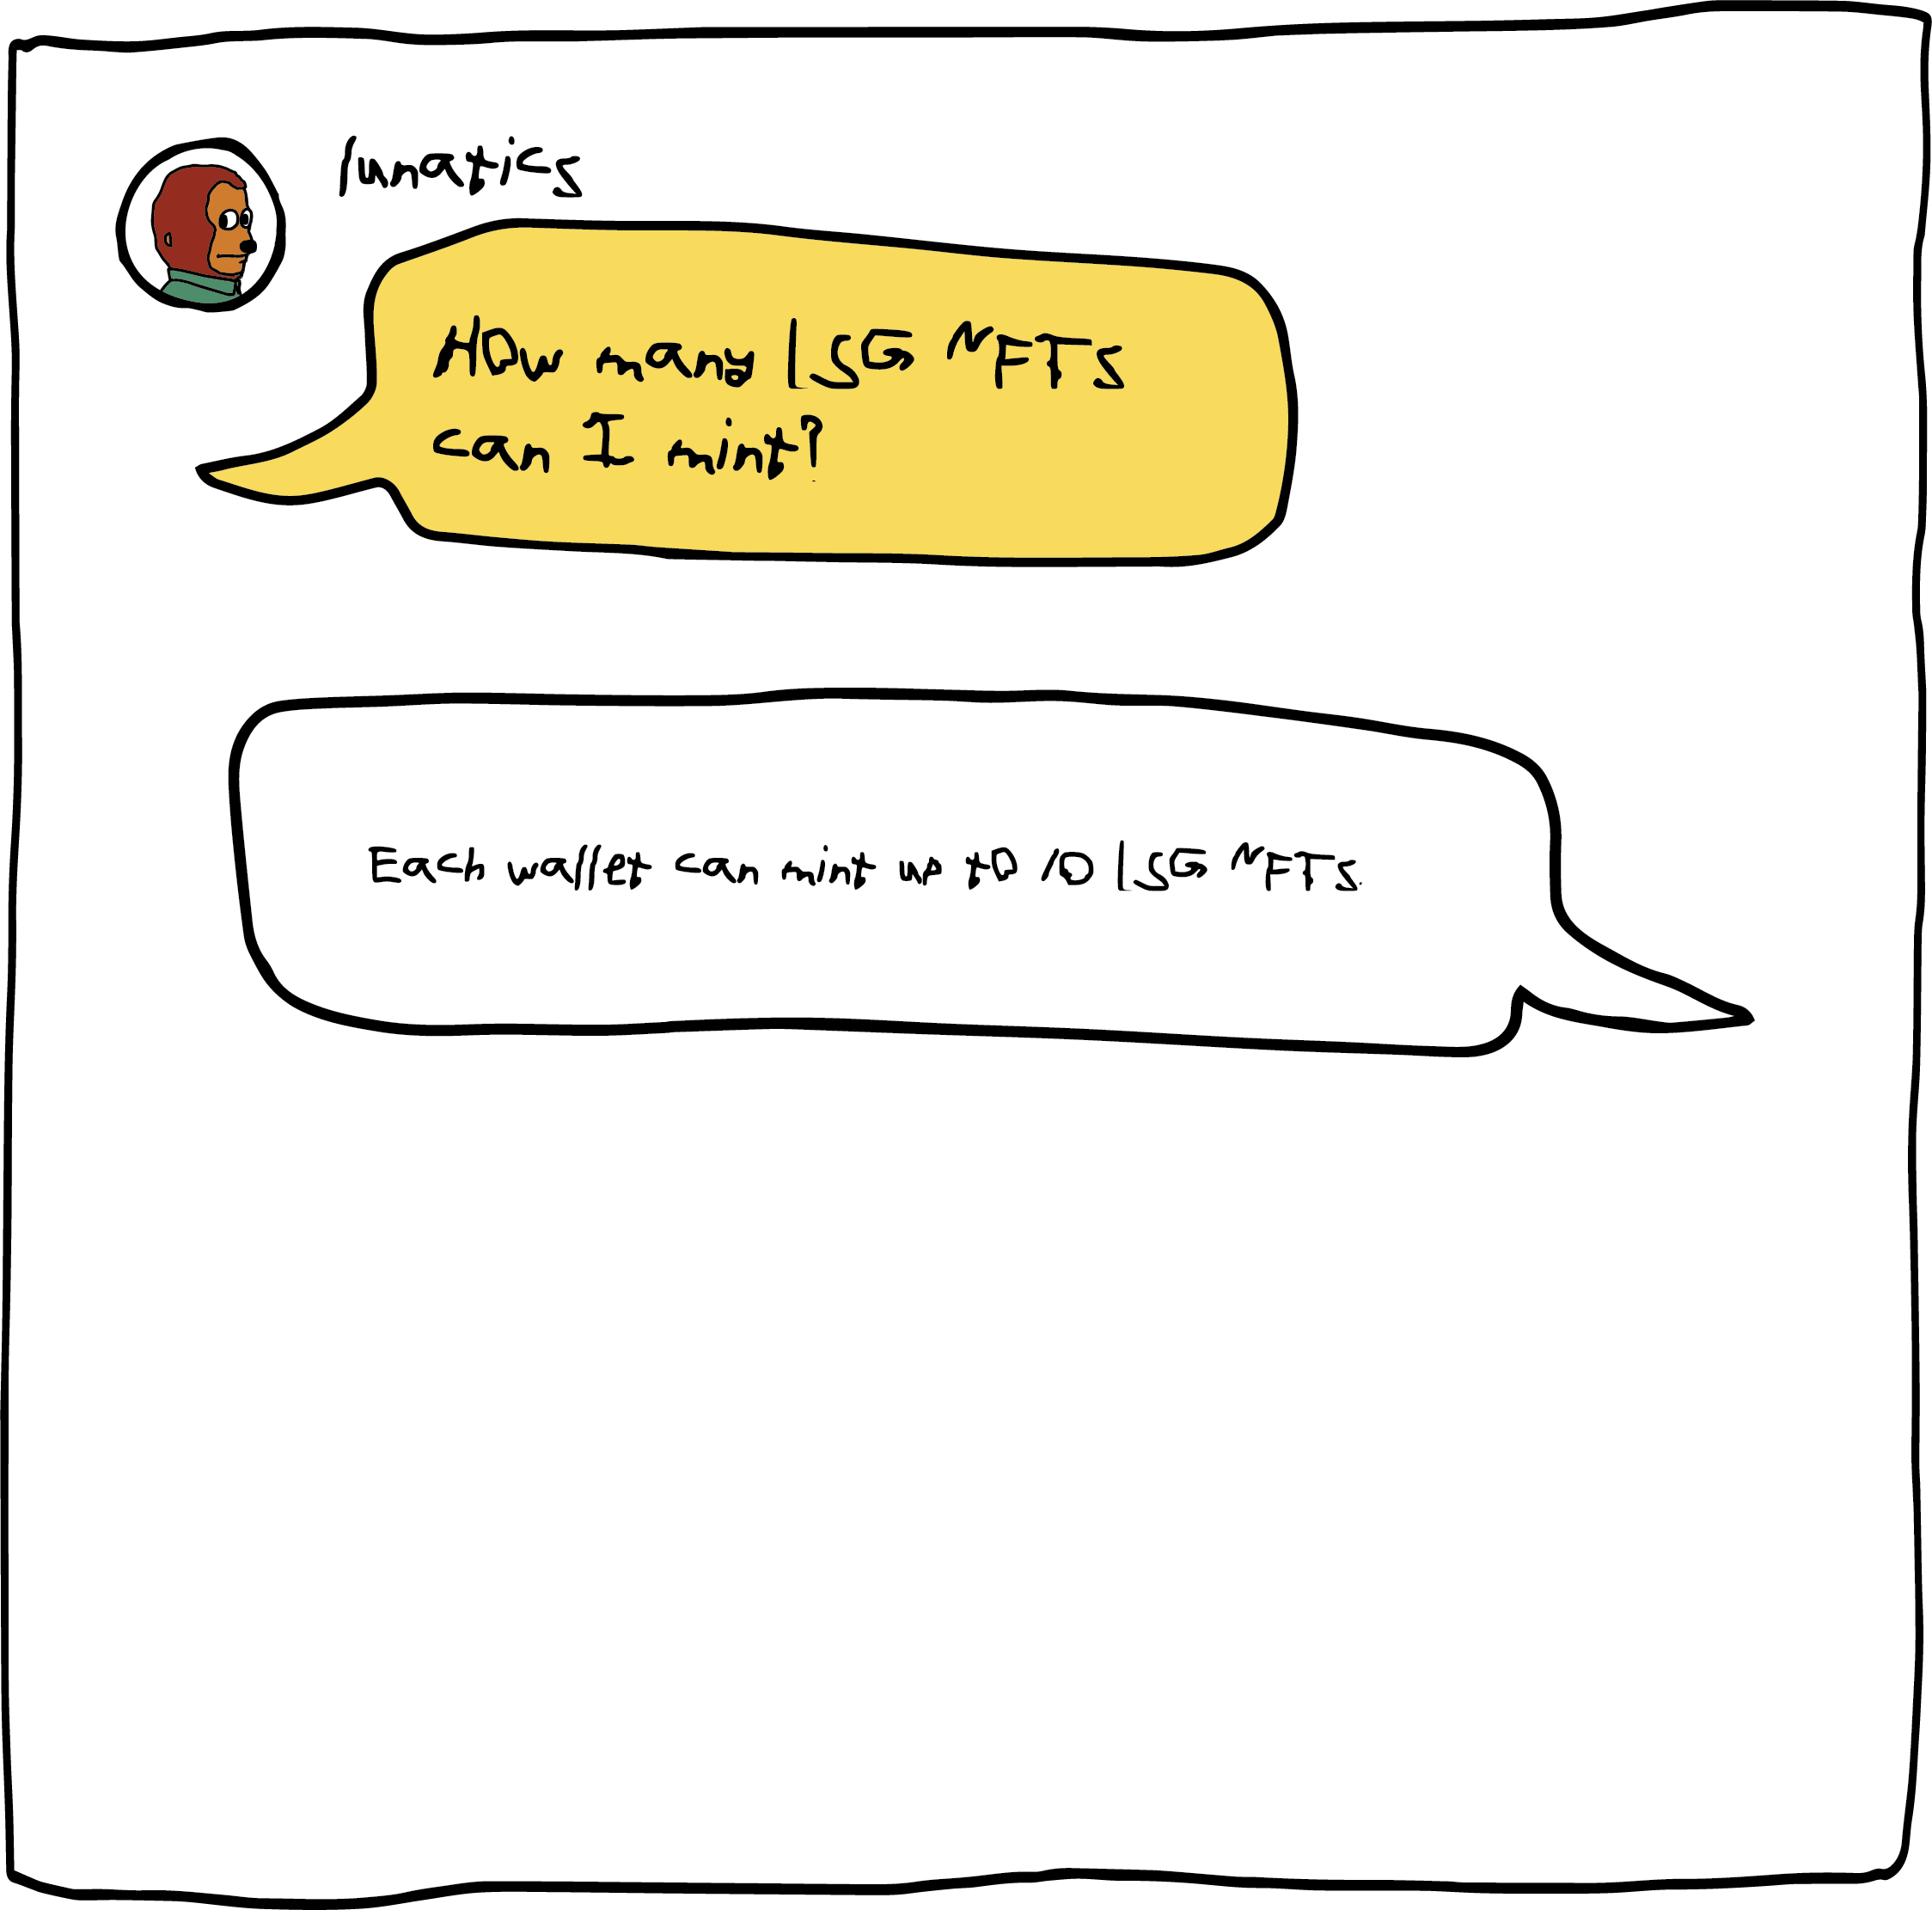 lunatics
How many LSG NFTs
can I mint?
Each wallet can mint up to 10 LSG NFTs.